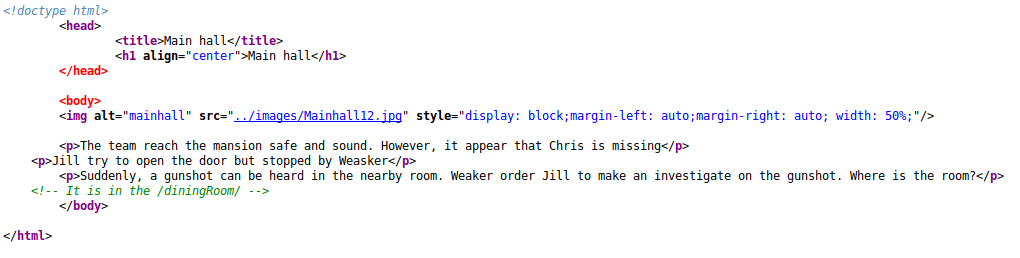 <!doctype html>
<head>
<title>Main hall</title>
<h1 align="center">Main hall</h1>
</head>
<body>
<img alt="mainhall" src="../images/Mainhall12.jpg" style="display: block;margin-left: auto;margin-right: auto; width: 50%;"/>
<p>The team reach the mansion safe and sound. However, it appear that Chris is missing</p>
<p>Jill try to open the door but stopped by Weasker</p>
<p>Suddenly, a gunshot can be heard in the nearby room. Weaker order Jill to make an investigate on the gunshot. Where is the room?</p>
<!-- It is in the /diningRoom/ -->
</body>
</html>